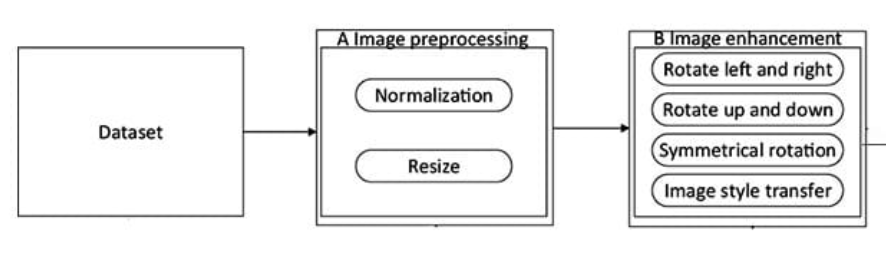 Dataset
A Image preprocessing
Normalization
Resize
B Image enhancement
Rotate left and right
Rotate up and down
Symmetrical rotation
Image style transfer